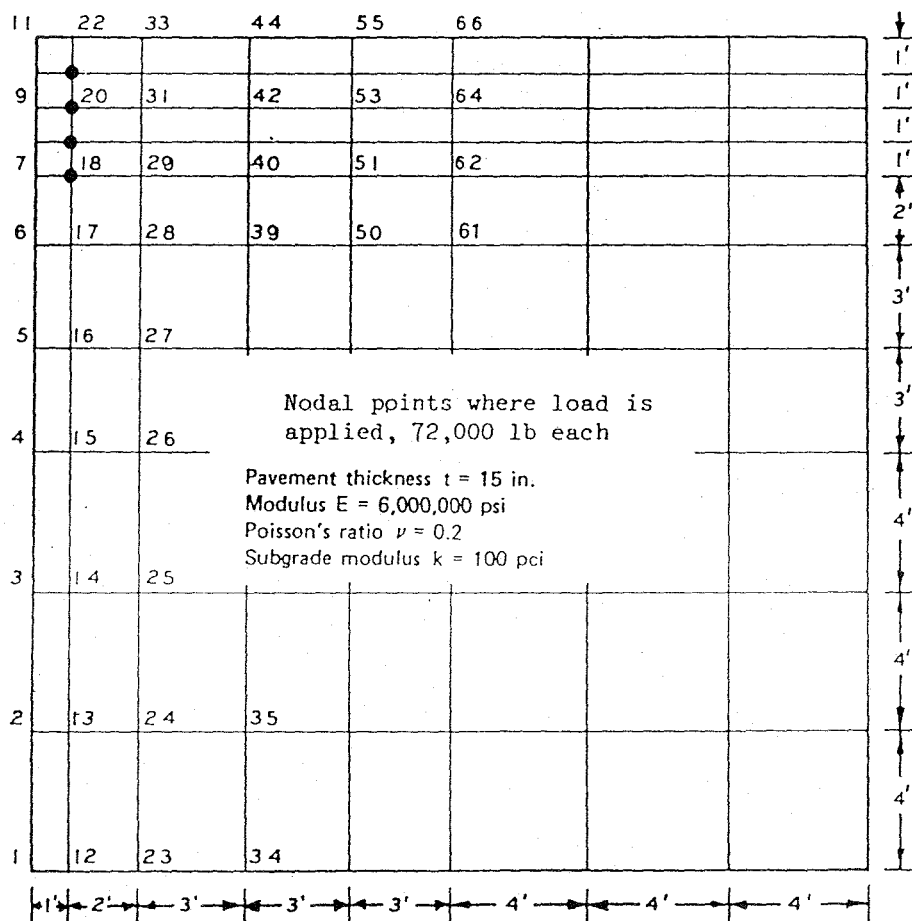 11 22 33 44 55 66
1'
9 20 31 42 53 64
1'
1'
7 18 29 40 51 62
1'
2'
6 17 28 39 50 61
3'
5 16 27
3'
Nodal points where load is
applied, 72,000 lb each
4 15 26
Pavement thickness t = 15 in.
Modulus E = 6,000,000 psi
Poisson's ratio ν = 0.2
Subgrade modulus k = 100 pci
4'
3 14 25
4'
2 13 24 35
4'
1 12 23 34
1' 2' 3' 3' 3' 4' 4' 4'